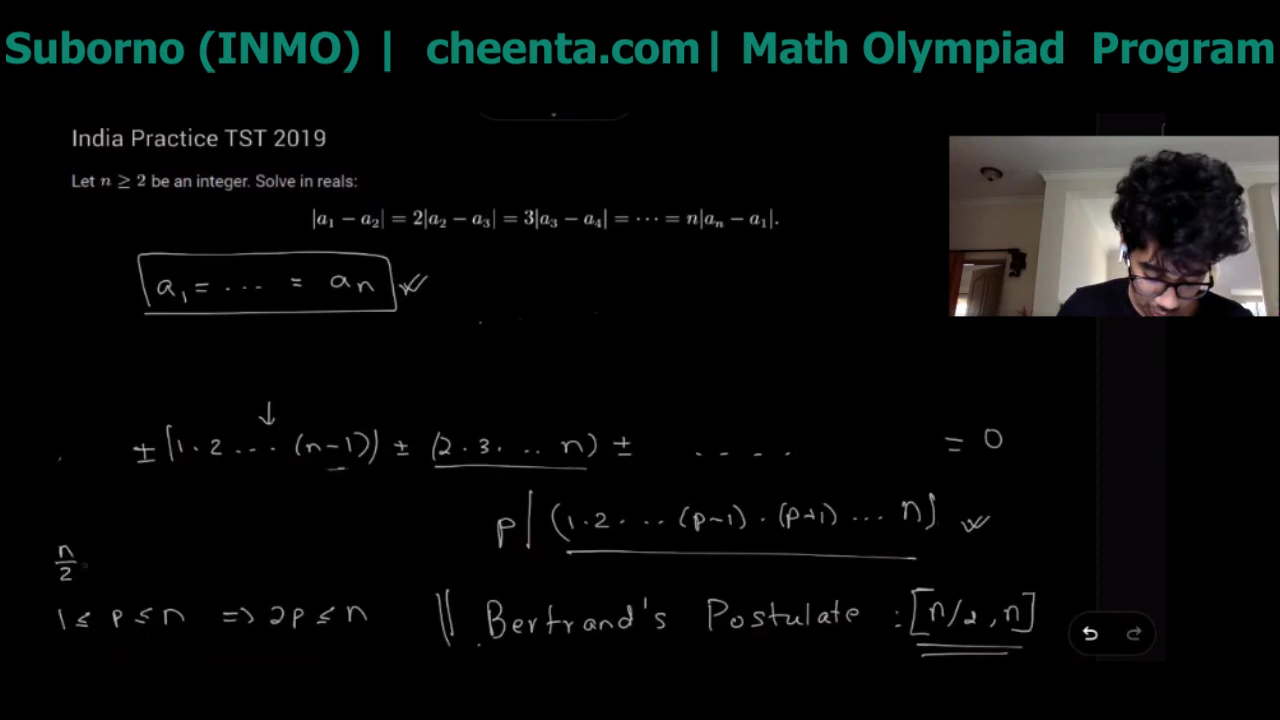 Suborno (INMO) | cheenta.com| Math Olympiad Program
India Practice TST 2019
Let n ≥ 2 be an integer. Solve in reals:
|a₁ − a₂| = 2|a₂ − a₃| = 3|a₃ − a₄| = ⋯ = n|aₙ − a₁|.
a₁ = ... = aₙ
± (1·2 ... (n−1)) ± (2·3. .. n) ± ..... = 0
p | (1·2 ... (p−1) · (p+1) ... n)
n/2
1 ≤ p ≤ n ⇒ 2p ≤ n || Bertrand's Postulate : [n/2, n]